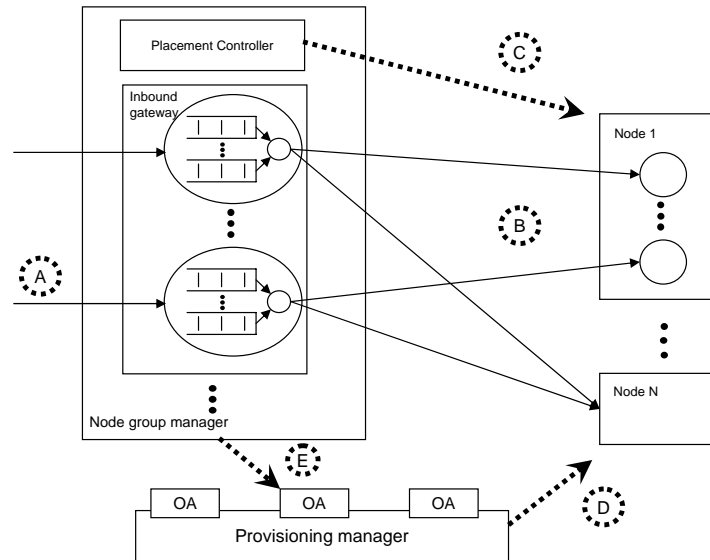 Placement Controller
C
Inbound
gateway
Node 1
B
A
Node N
Node group manager
E
OA
OA
OA
D
Provisioning manager